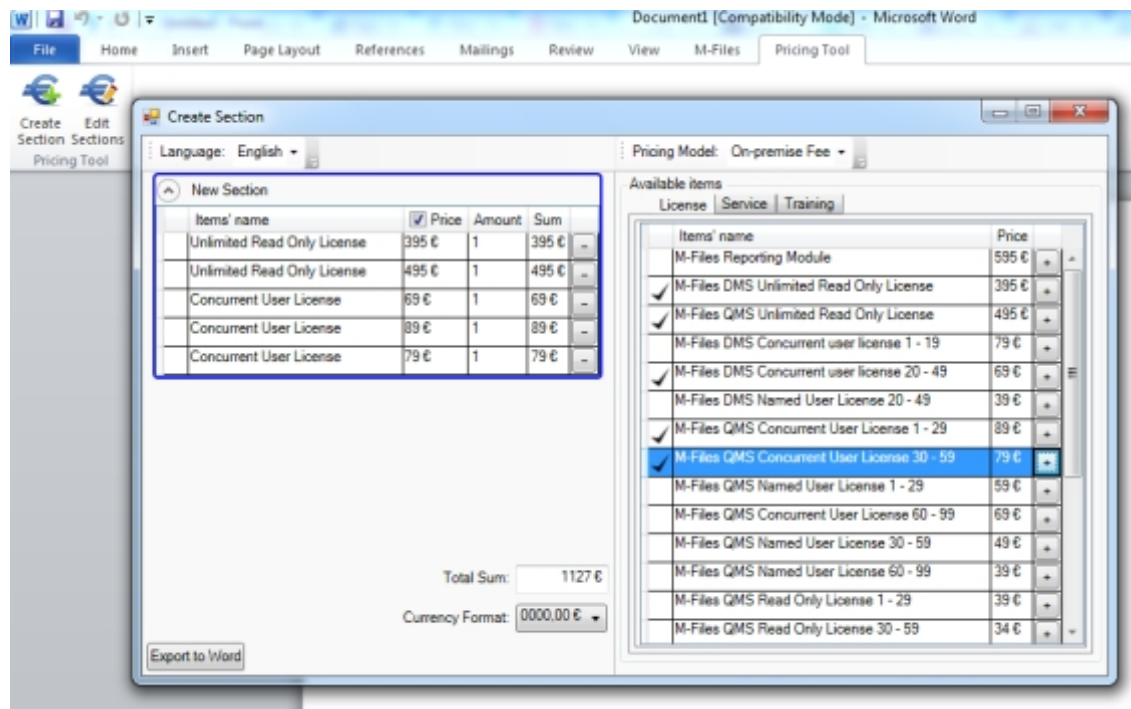 Document1 [Compatibility Mode] - Microsoft Word
File Home Insert Page Layout References Mailings Review View M-Files Pricing Tool
Create Section Edit Sections
Pricing Tool
Create Section
Language: English
Pricing Model: On-premise Fee
New Section
Items' name Price Amount Sum
Unlimited Read Only License 395 € 1 395 € -
Unlimited Read Only License 495 € 1 495 € -
Concurrent User License 69 € 1 69 € -
Concurrent User License 89 € 1 89 € -
Concurrent User License 79 € 1 79 € -
Total Sum: 1127 €
Currency Format: 0000,00 €
Export to Word
Available items
License Service Training
Items' name Price
M-Files Reporting Module 595 € +
M-Files DMS Unlimited Read Only License 395 € +
M-Files QMS Unlimited Read Only License 495 € +
M-Files DMS Concurrent user license 1 - 19 79 € +
M-Files DMS Concurrent user license 20 - 49 69 € +
M-Files DMS Named User License 20 - 49 39 € +
M-Files QMS Concurrent User License 1 - 29 89 € +
M-Files QMS Concurrent User License 30 - 59 79 € +
M-Files QMS Named User License 1 - 29 59 € +
M-Files QMS Concurrent User License 60 - 99 69 € +
M-Files QMS Named User License 30 - 59 49 € +
M-Files QMS Named User License 60 - 99 39 € +
M-Files QMS Read Only License 1 - 29 39 € +
M-Files QMS Read Only License 30 - 59 34 € +